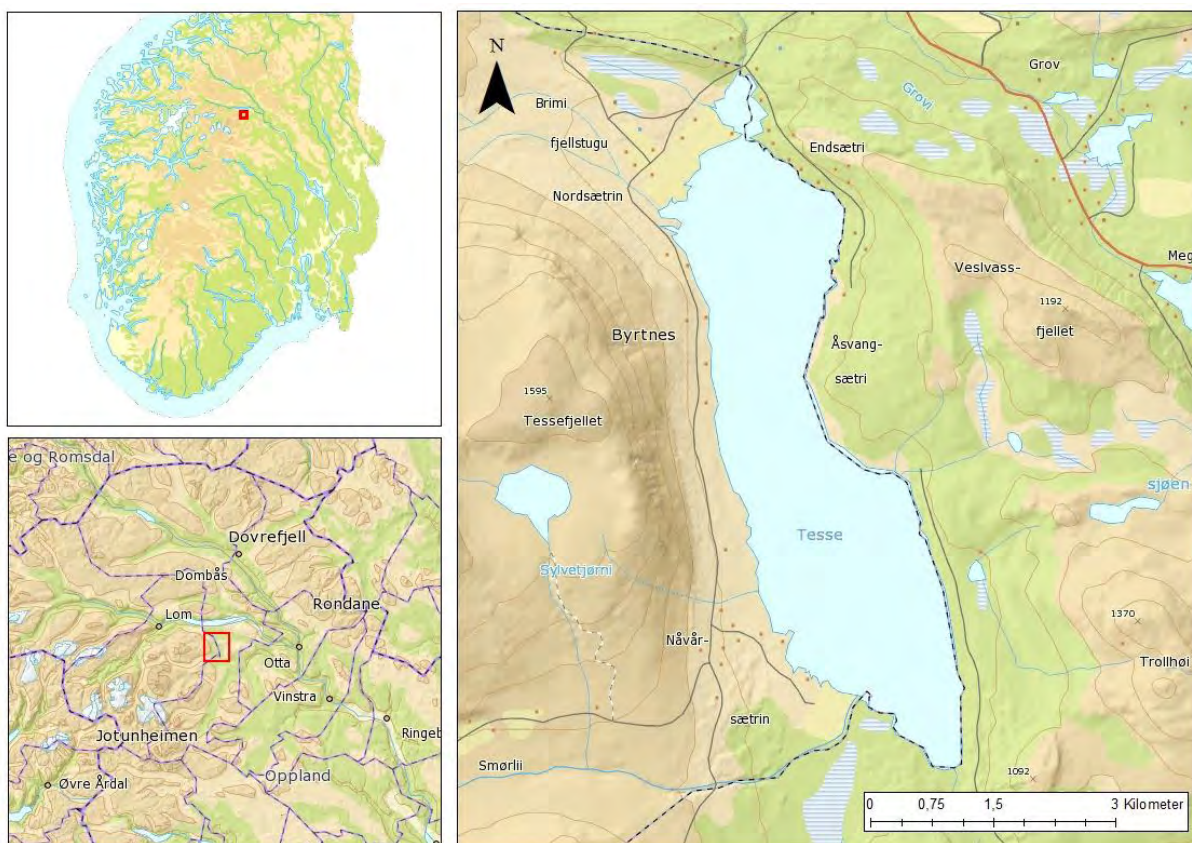 e og Romsdal
Dovrefjell
Dombås
Rondane
Lom
Otta
Vinstra
Ringeb
Jotunheimen
Oppland
Øvre Årdal
N
Grov
Brimi
Grovi
fjellstugu
Endsætri
Nordsætrin
Meg
Veslvass-
1192
fjellet
Byrtnes
Åsvang-
sætri
1595
Tessefjellet
sjøen
Tesse
Sylvetjørni
1370
Nåvår-
Trollhøi
sætrin
Smørlii
1092
0 0,75 1,5 3 Kilometer